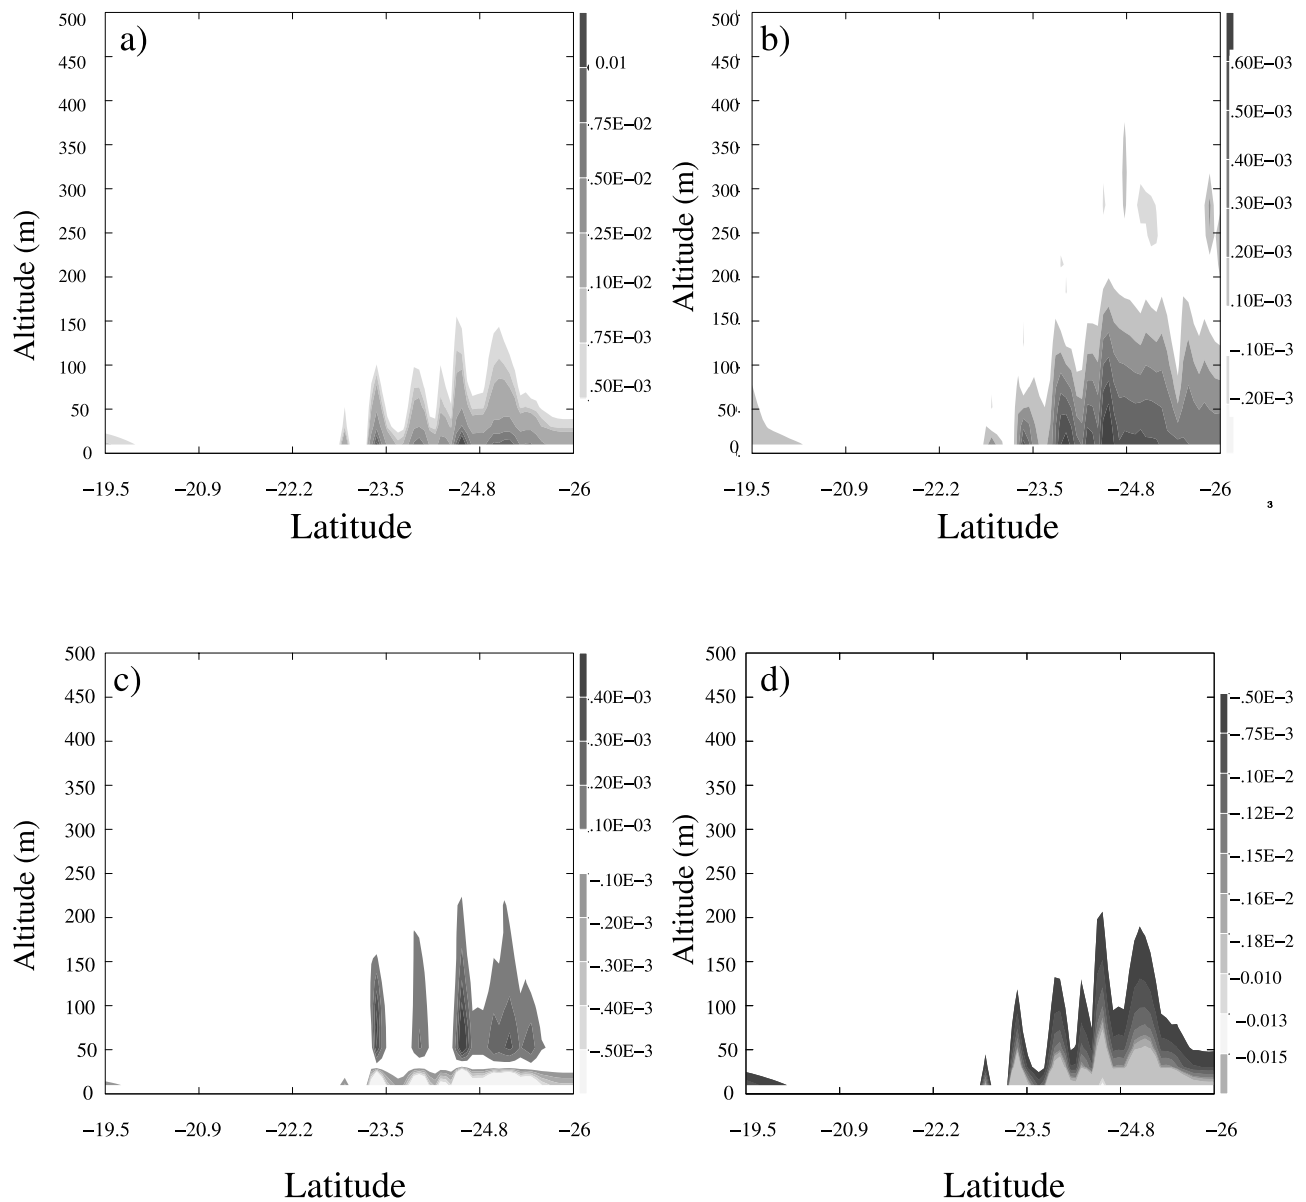 a)
500
450
400
350
300
250
200
150
100
50
0
Altitude (m)
−19.5 −20.9 −22.2 −23.5 −24.8 −26
Latitude
0.01
.75E−02
.50E−02
.25E−02
.10E−02
.75E−03
.50E−03
b)
500
450
400
350
300
250
200
150
100
50
0
Altitude (m)
−19.5 −20.9 −22.2 −23.5 −24.8 −26
Latitude
.60E−03
.50E−03
.40E−03
.30E−03
.20E−03
.10E−03
−.10E−3
−.20E−3
3
c)
500
450
400
350
300
250
200
150
100
50
0
Altitude (m)
−19.5 −20.9 −22.2 −23.5 −24.8 −26
Latitude
.40E−03
.30E−03
.20E−03
.10E−03
−.10E−3
−.20E−3
−.30E−3
−.40E−3
−.50E−3
d)
500
450
400
350
300
250
200
150
100
50
0
Altitude (m)
−19.5 −20.9 −22.2 −23.5 −24.8 −26
Latitude
−.50E−3
−.75E−3
−.10E−2
−.12E−2
−.15E−2
−.16E−2
−.18E−2
−0.010
−0.013
−0.015